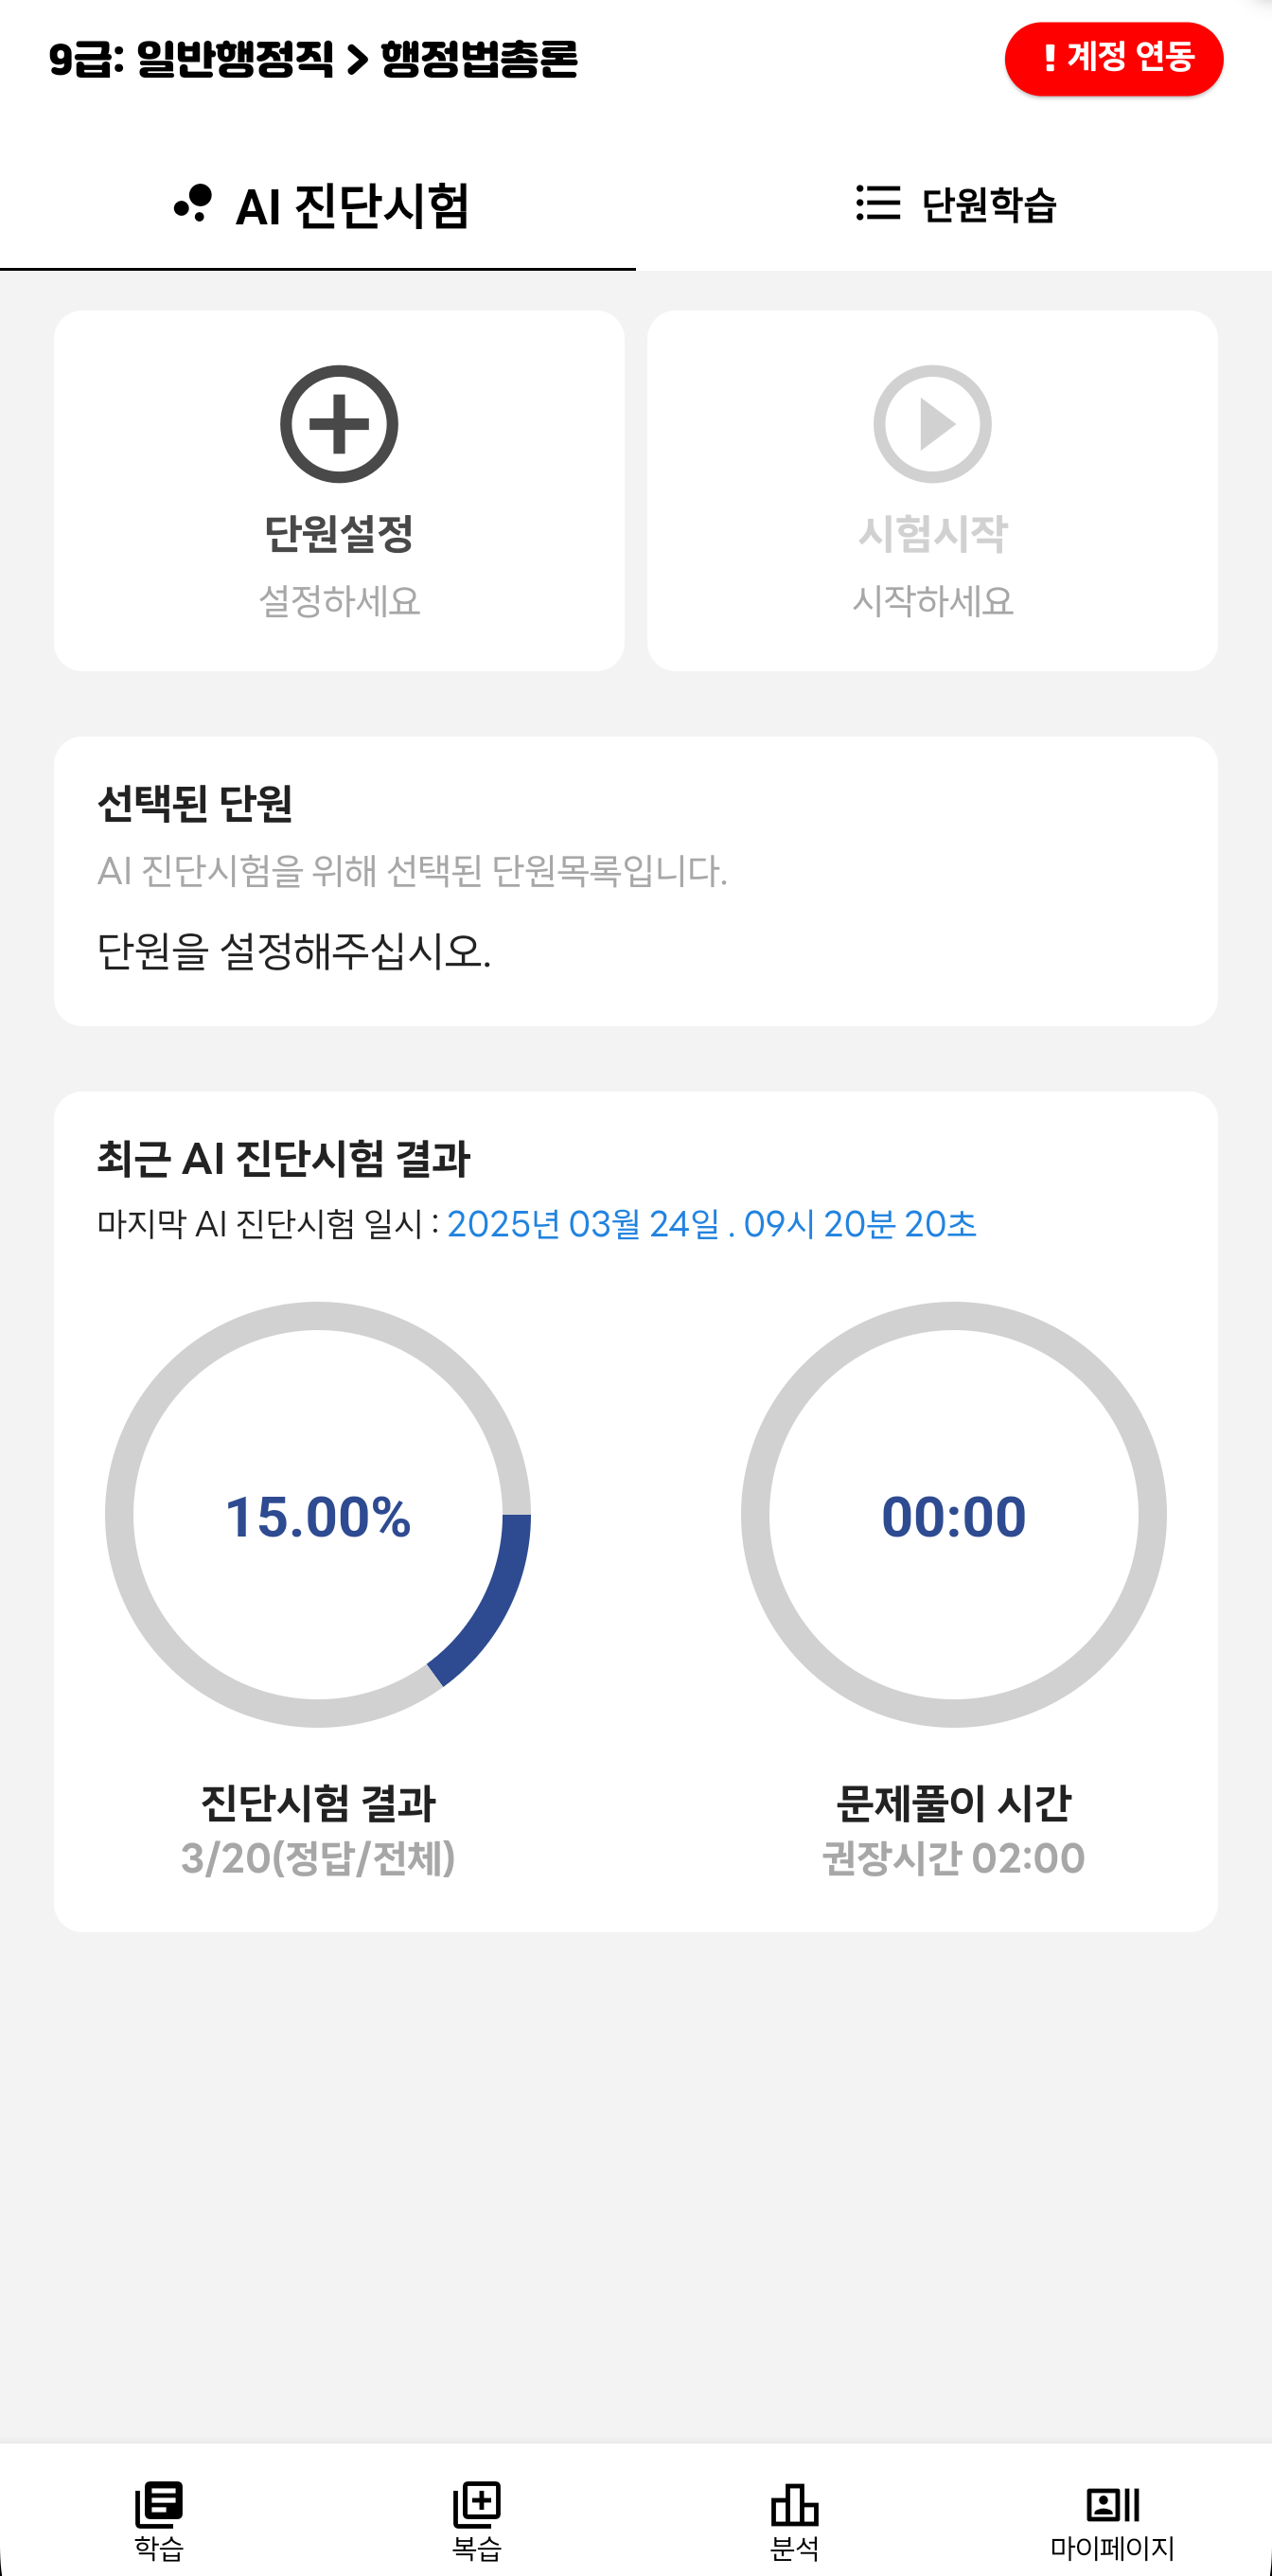 9급: 일반행정직 > 행정법총론
! 계정 연동
AI 진단시험
단원학습
단원설정
설정하세요
시험시작
시작하세요
선택된 단원
AI 진단시험을 위해 선택된 단원목록입니다.
단원을 설정해주십시오.
최근 AI 진단시험 결과
마지막 AI 진단시험 일시 : 2025년 03월 24일 . 09시 20분 20초
15.00%
00:00
진단시험 결과
3/20(정답/전체)
문제풀이 시간
권장시간 02:00
학습
복습
분석
마이페이지